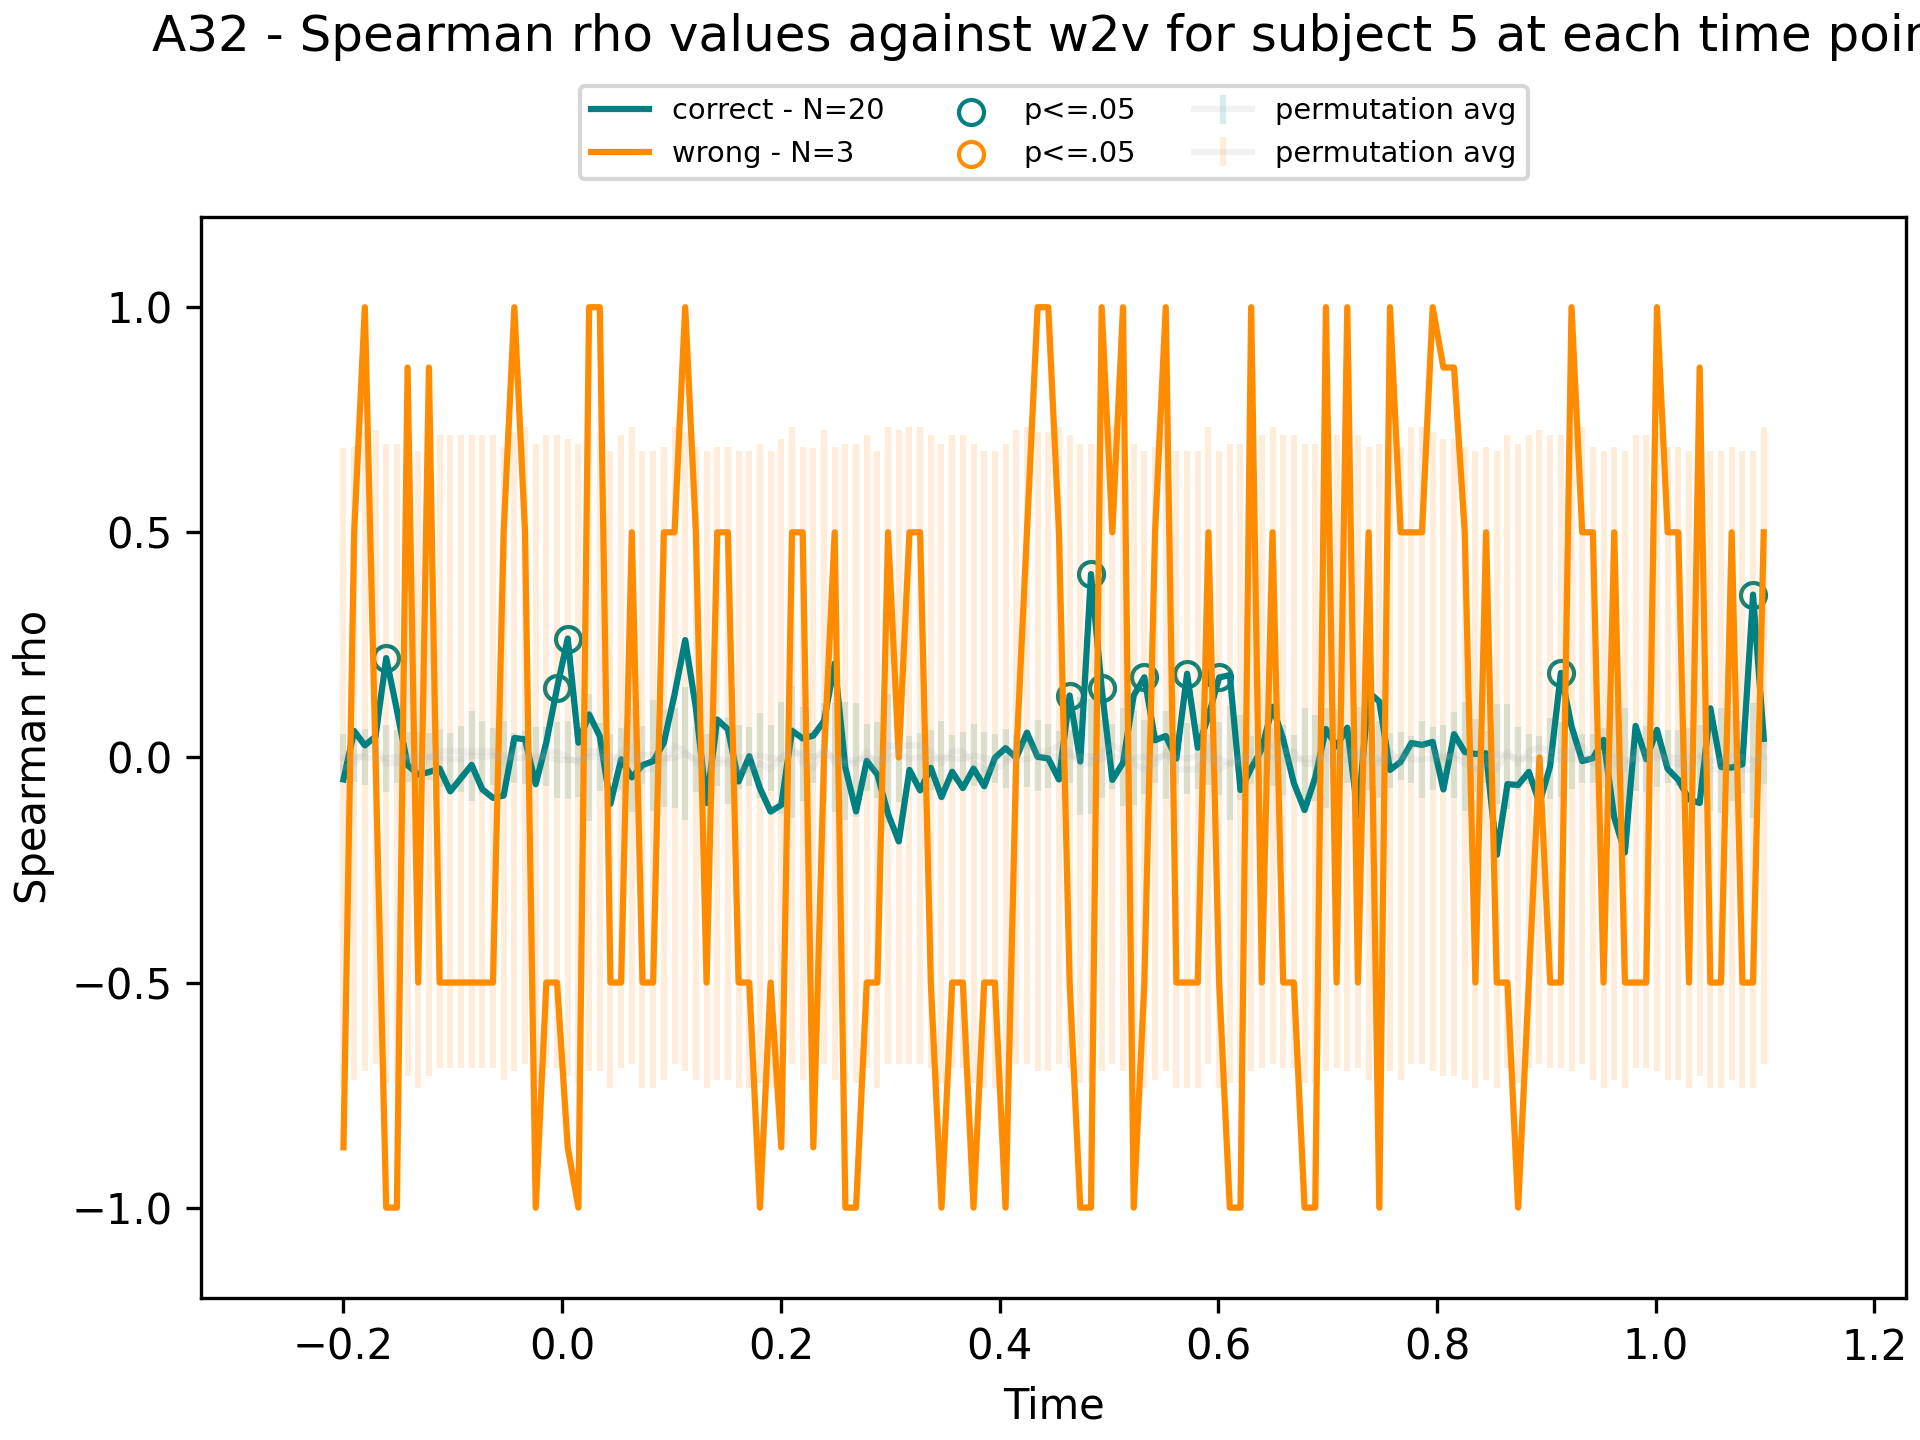 A32 - Spearman rho values against w2v for subject 5 at each time
correct - N=20 p<=.05 permutation avg
wrong - N=3 p<=.05 permutation avg
1.0
0.5
0.0
−0.5
−1.0
Spearman rho
−0.2 0.0 0.2 0.4 0.6 0.8 1.0 1.2
Time